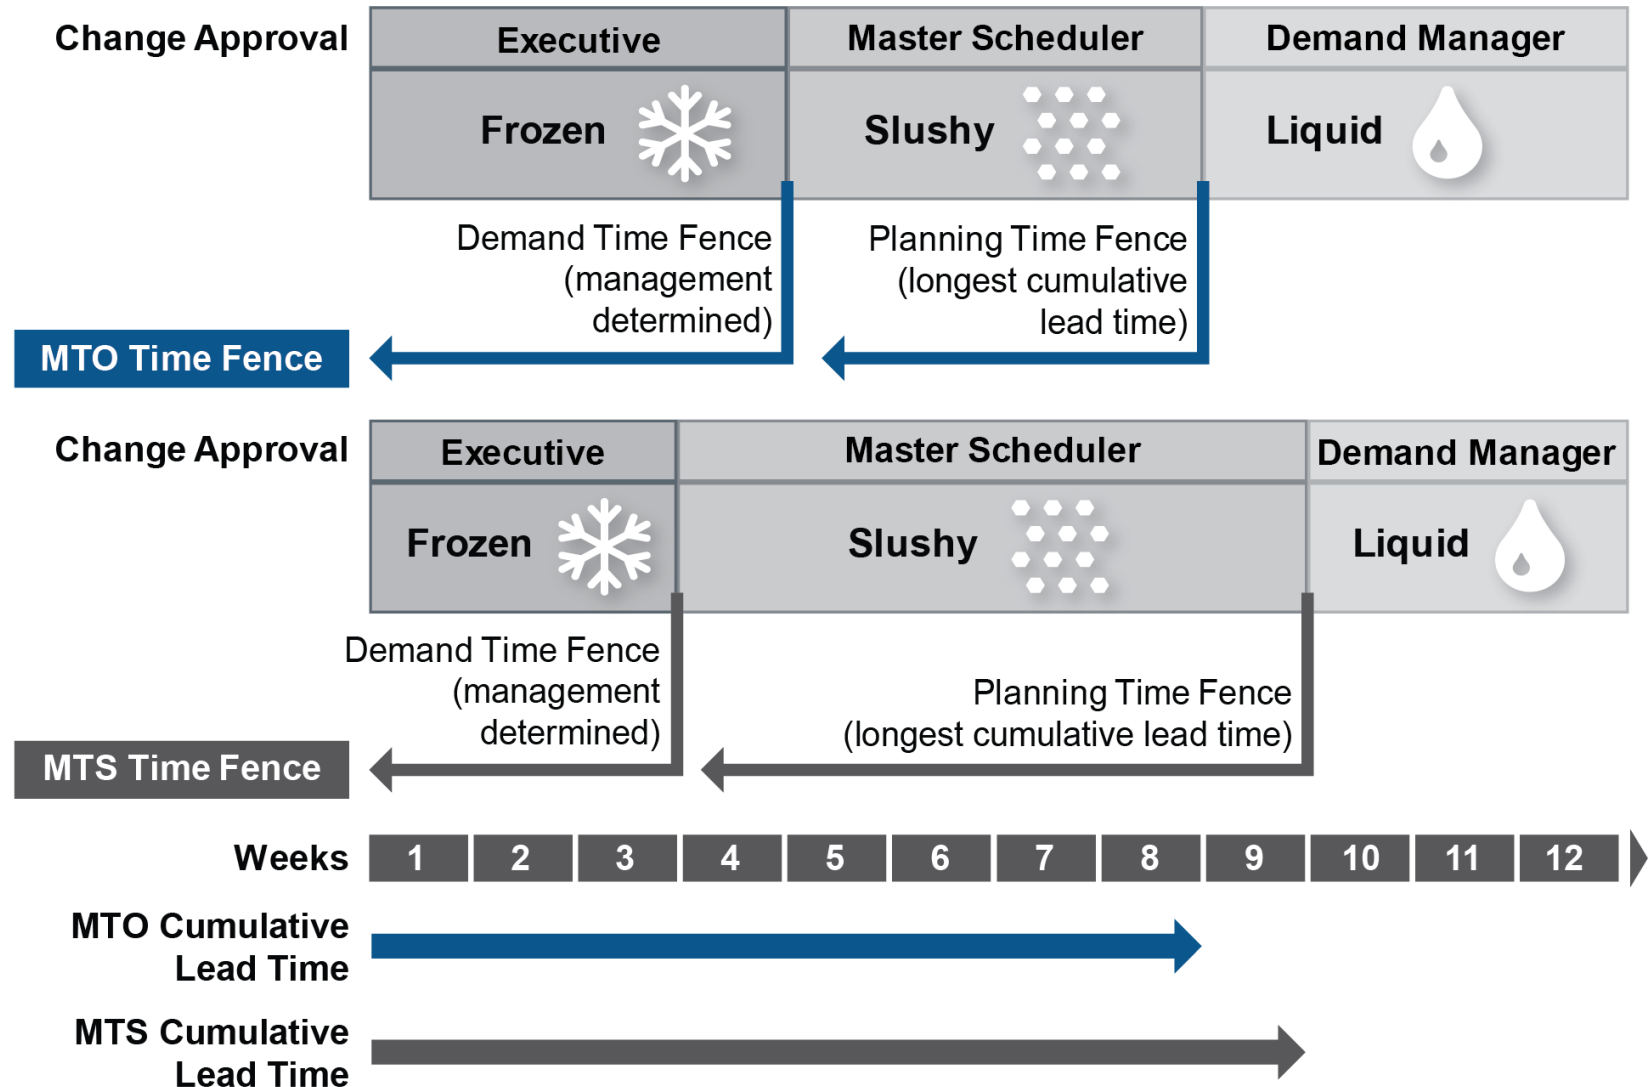 Change Approval
Executive
Master Scheduler
Demand Manager
Frozen
Slushy
Liquid
Demand Time Fence
(management
determined)
Planning Time Fence
(longest cumulative
lead time)
MTO Time Fence
Change Approval
Executive
Master Scheduler
Demand Manager
Frozen
Slushy
Liquid
Demand Time Fence
(management
determined)
Planning Time Fence
(longest cumulative lead time)
MTS Time Fence
Weeks
1
2
3
4
5
6
7
8
9
10
11
12
MTO Cumulative
Lead Time
MTS Cumulative
Lead Time